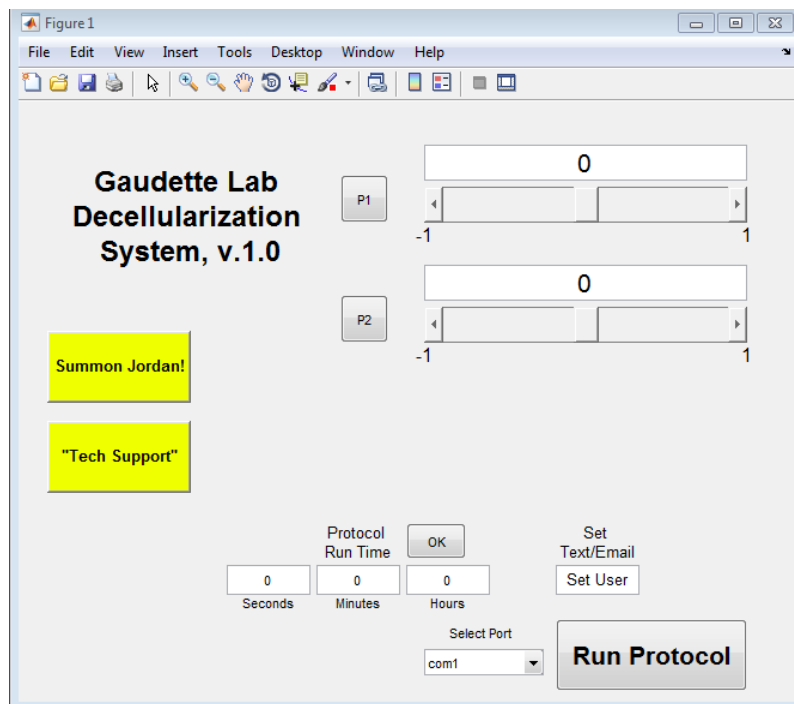 Figure 1
File Edit View Insert Tools Desktop Window Help
Gaudette Lab
Decellularization
System, v.1.0
P1
0
-1 1
P2
0
-1 1
Summon Jordan!
"Tech Support"
Protocol
Run Time
OK
Set
Text/Email
0 0 0
Set User
Seconds Minutes Hours
Select Port
com1
Run Protocol